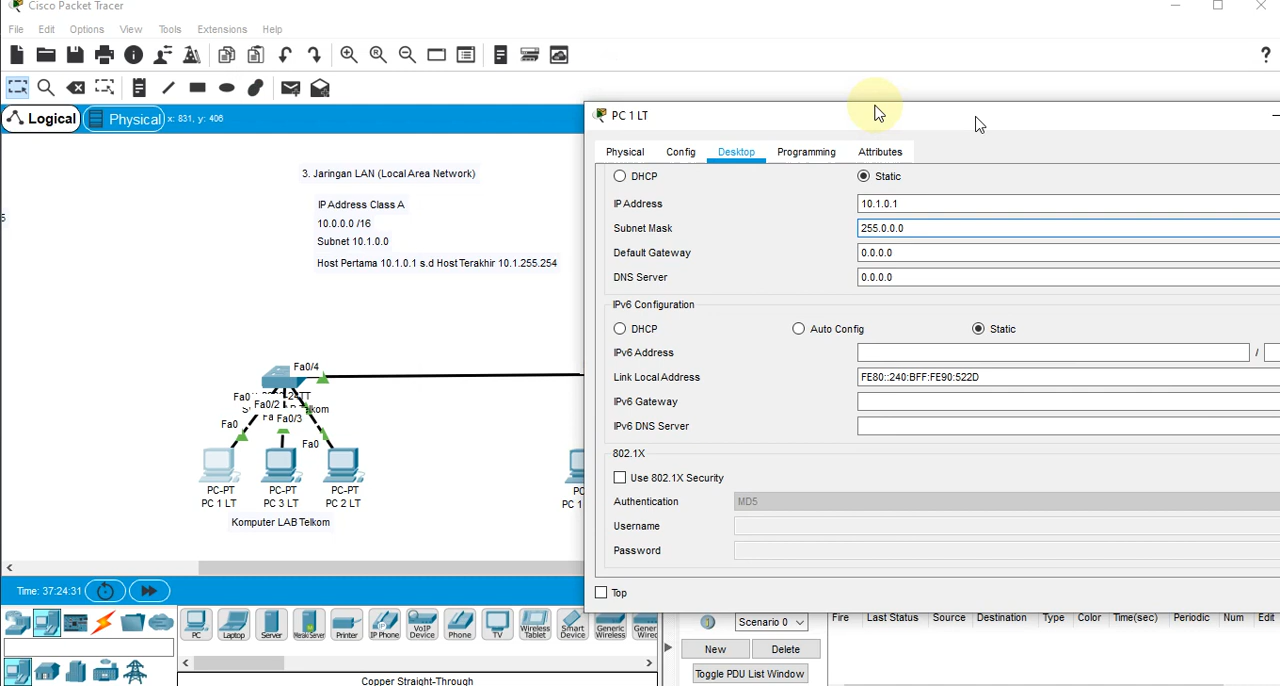 Cisco Packet Tracer
File Edit Options View Tools Extensions Help
?
Logical Physical x: 831, y: 406
5
3. Jaringan LAN (Local Area Network)
IP Address Class A
10.0.0.0 /16
Subnet 10.1.0.0
Host Pertama 10.1.0.1 s.d Host Terakhir 10.1.255.254
Fa0/4
Fa0/2
Fa0/3
Fa0
Fa0
PC-PT
PC 1 LT
PC-PT
PC 3 LT
PC-PT
PC 2 LT
Komputer LAB Telkom
PC 1
PC 1 LT
Physical Config Desktop Programming Attributes
DHCP Static
IP Address 10.1.0.1
Subnet Mask 255.0.0.0
Default Gateway 0.0.0.0
DNS Server 0.0.0.0
IPv6 Configuration
DHCP Auto Config Static
IPv6 Address /
Link Local Address FE80::240:BFF:FE90:522D
IPv6 Gateway
IPv6 DNS Server
802.1X
Use 802.1X Security
Authentication MD5
Username
Password
Top
Time: 37:24:31
PC Laptop Server Printer IP Phone VoIP Device Phone TV Wireless Tablet Smart Device Generic Wireless
Copper Straight-Through
Scenario 0
New Delete
Toggle PDU List Window
Fire Last Status Source Destination Type Color Time(sec) Periodic Num Edit